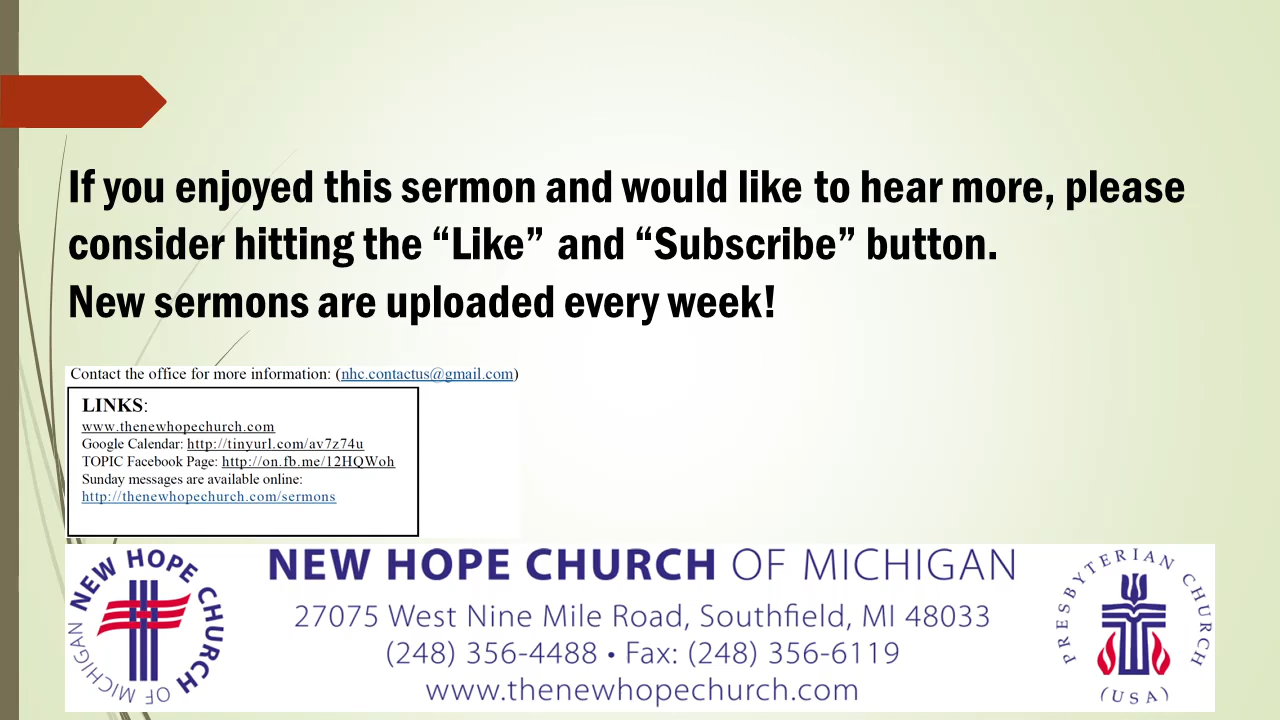 If you enjoyed this sermon and would like to hear more, please
consider hitting the “Like” and “Subscribe” button.
New sermons are uploaded every week!
Contact the office for more information: (nhc.contactus@gmail.com)
LINKS:
www.thenewhopechurch.com
Google Calendar: http://tinyurl.com/av7z74u
TOPIC Facebook Page: http://on.fb.me/12HQWoh
Sunday messages are available online:
http://thenewhopechurch.com/sermons
NEW HOPE CHURCH OF MICHIGAN
NEW HOPE CHURCH OF MICHIGAN
27075 West Nine Mile Road, Southfield, MI 48033
(248) 356-4488 • Fax: (248) 356-6119
www.thenewhopechurch.com
PRESBYTERIAN CHURCH
(USA)